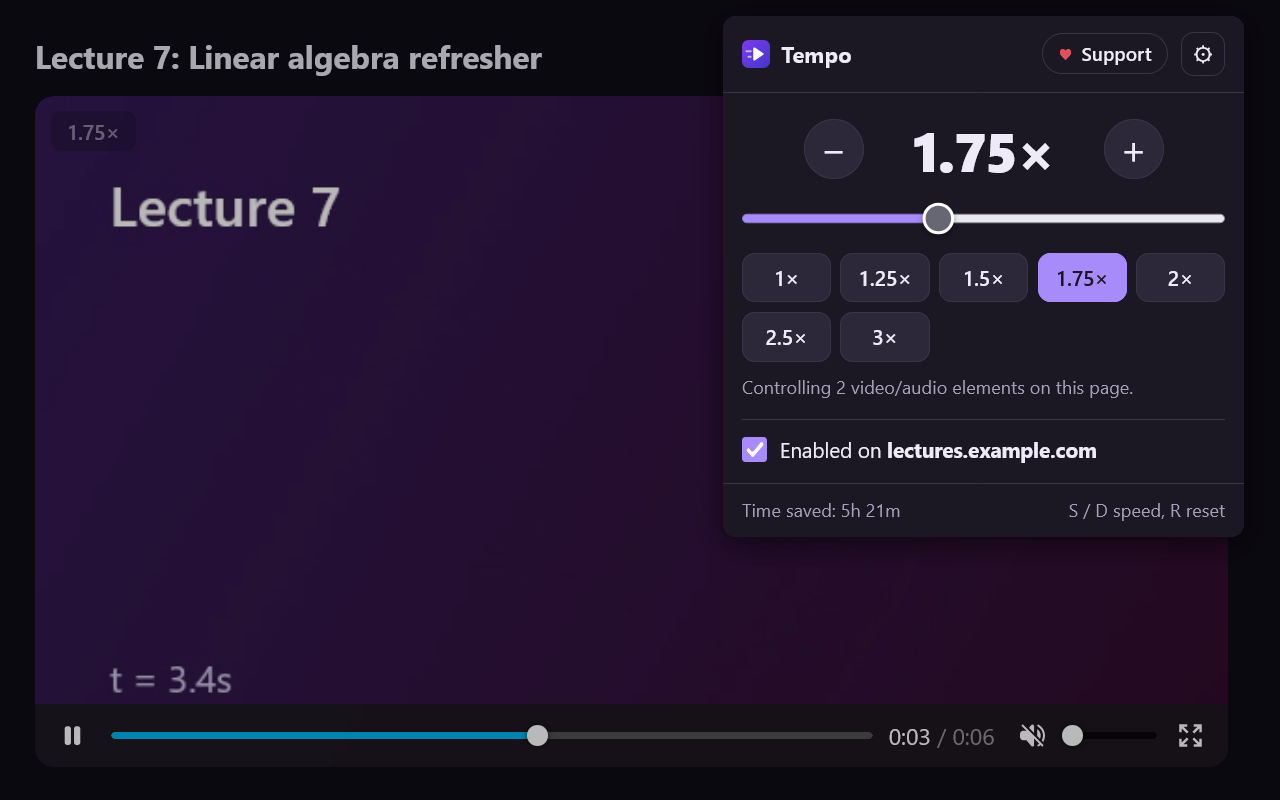 Lecture 7: Linear algebra refresher
1.75×
Lecture 7
t = 3.4s
0:03 / 0:06
Tempo
Support
− 1.75× +
1× 1.25× 1.5× 1.75× 2×
2.5× 3×
Controlling 2 video/audio elements on this page.
Enabled on lectures.example.com
Time saved: 5h 21m S / D speed, R reset